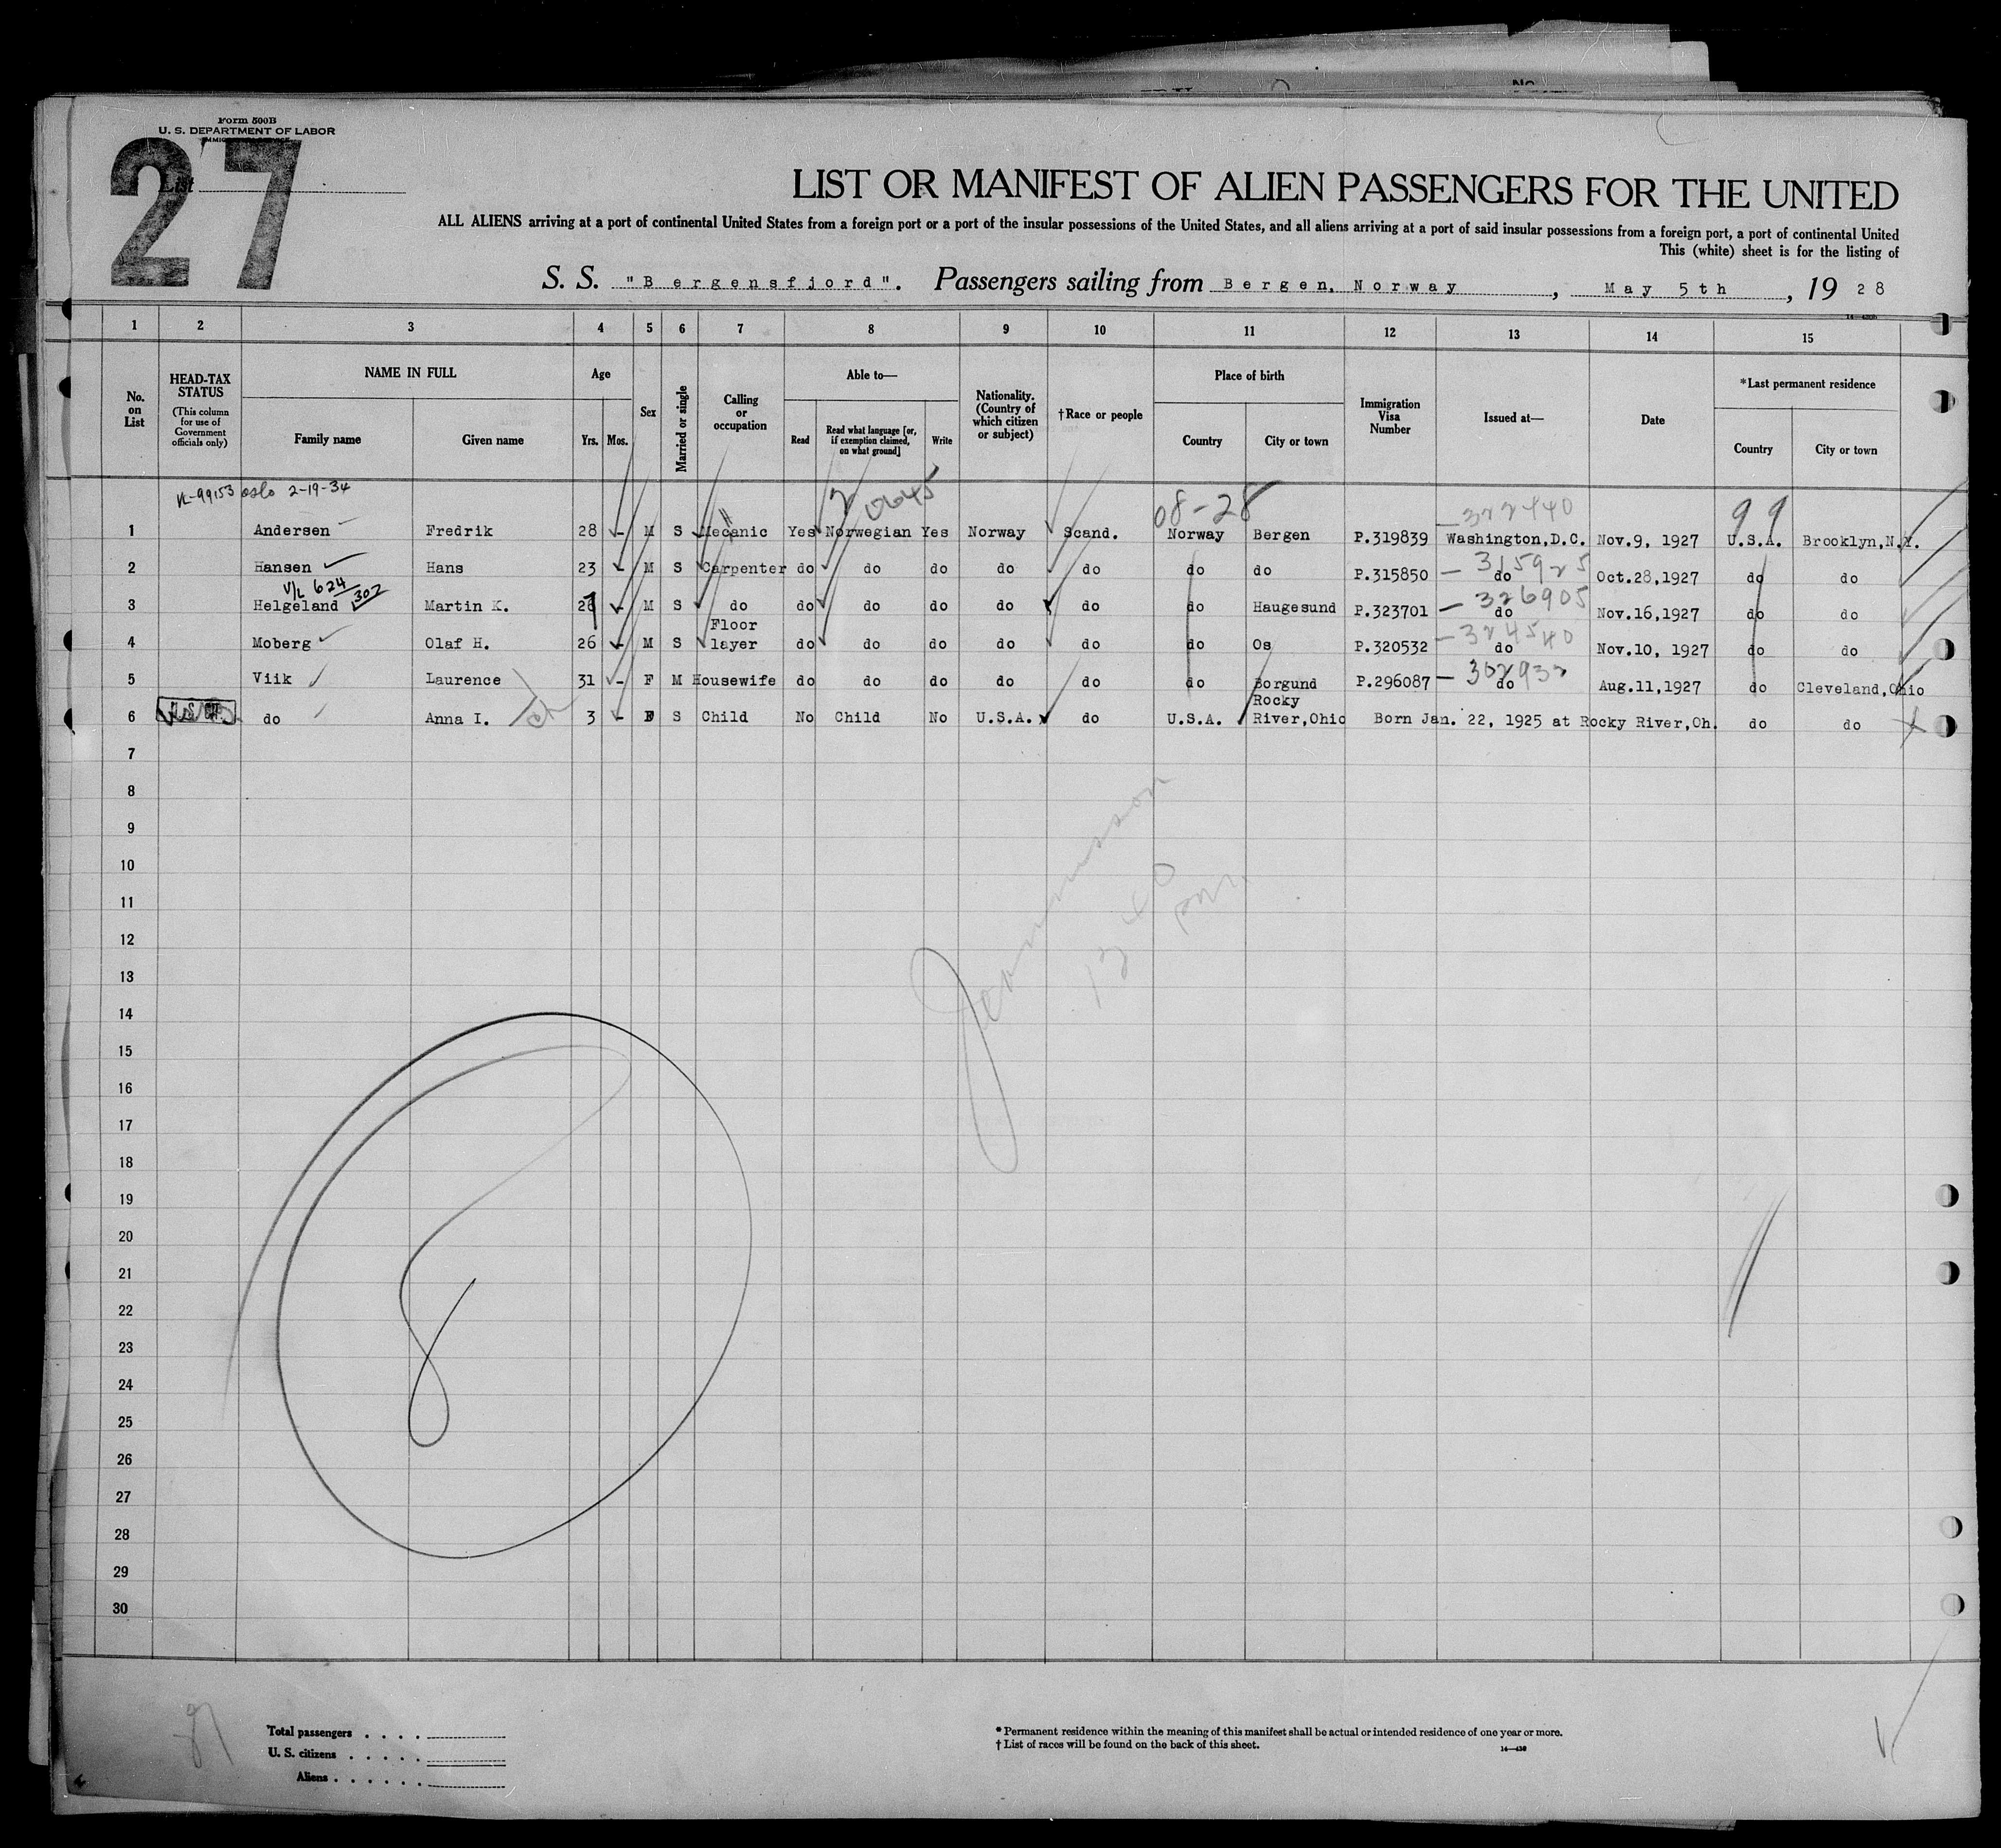 Form 500B
U. S. DEPARTMENT OF LABOR
27
List
LIST OR MANIFEST OF ALIEN PASSENGERS FOR THE UNITED
ALL ALIENS arriving at a port of continental United States from a foreign port or a port of the insular possessions of the United States, and all aliens arriving at a port of said insular possessions from a foreign port, a port of continental United
This (white) sheet is for the listing of
S. S. "Bergensfjord". Passengers sailing from Bergen, Norway, May 5th, 1928
1 2 3 4 5 6 7 8 9 10 11 12 13 14 15
No. on List
HEAD-TAX STATUS (This column for use of Government officials only)
NAME IN FULL Family name Given name
Age Yrs. Mos.
Sex
Married or single
Calling or occupation
Able to— Read Read what language [or, if exemption claimed, on what ground] Write
Nationality. (Country of which citizen or subject)
†Race or people
Place of birth Country City or town
Immigration Visa Number
Issued at—
Date
*Last permanent residence Country City or town
VL-99153 oslo 2-19-34 08-28 322440 99
1 Andersen Fredrik 28 - M S Mecanic Yes Norwegian Yes Norway Scand. Norway Bergen P.319839 Washington,D.C. Nov.9, 1927 U.S.A. Brooklyn,N.Y.
2 Hansen Hans 23 - M S Carpenter do do do do do do do P.315850 — 315925 do Oct.28,1927 do do
V/L 624 302
3 Helgeland Martin K. 26 - M S do do do do do do do Haugesund P.323701 — 326905 do Nov.16,1927 do do
4 Moberg Olaf H. 26 - M S Floor layer do do do do do do Os P.320532 — 324540 do Nov.10, 1927 do do
5 Viik Laurence 31 - F M Housewife do do do do do do Borgund P.296087 — do Aug.11,1927 do Cleveland,Ohio
6 do Anna I. 3 - F S Child No Child No U.S.A. do U.S.A. Rocky River,Ohio Born Jan. 22, 1925 at Rocky River,Oh. do do
7
8
9
10
11
12
13
14
15
16
17
18
19
20
21
22
23
24
25
26
27
28
29
30
8
Total passengers
U. S. citizens
Aliens
* Permanent residence within the meaning of this manifest shall be actual or intended residence of one year or more.
† List of races will be found on the back of this sheet.